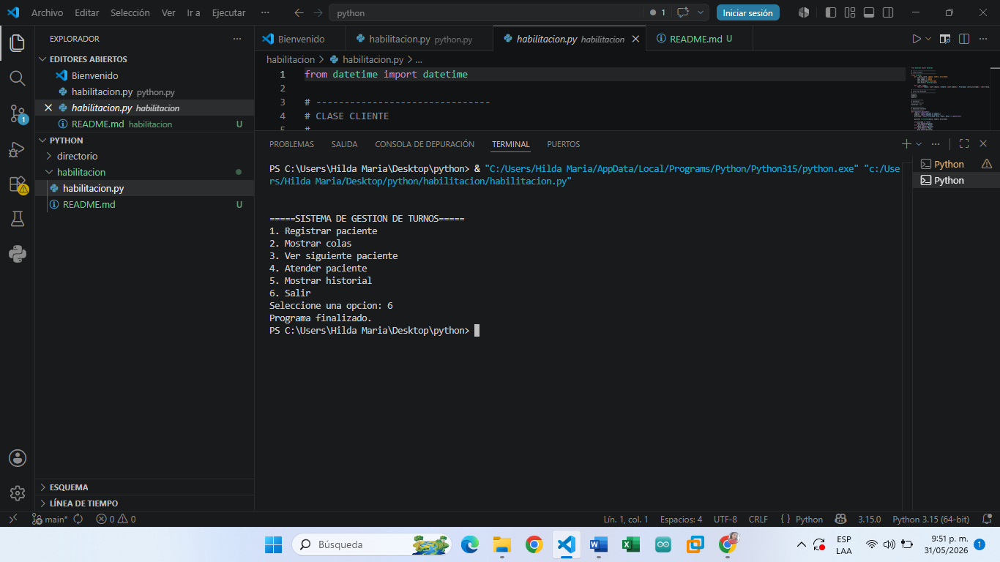 Archivo Editar Selección Ver Ir a Ejecutar ··· python 1 Iniciar sesión
EXPLORADOR
EDITORES ABIERTOS
Bienvenido
habilitacion.py python.py
habilitacion.py habilitacion
README.md habilitacion U
PYTHON
directorio
habilitacion
habilitacion.py
README.md U
ESQUEMA
LÍNEA DE TIEMPO
Bienvenido habilitacion.py python.py habilitacion.py habilitacion README.md U
habilitacion > habilitacion.py > ...
1 from datetime import datetime
2
3 # -------------------------------
4 # CLASE CLIENTE
5 #
PROBLEMAS SALIDA CONSOLA DE DEPURACIÓN TERMINAL PUERTOS
PS C:\Users\Hilda Maria\Desktop\python> & "C:/Users/Hilda Maria/AppData/Local/Programs/Python/Python315/python.exe" "c:/Use
rs/Hilda Maria/Desktop/python/habilitacion/habilitacion.py"
=====SISTEMA DE GESTION DE TURNOS=====
1. Registrar paciente
2. Mostrar colas
3. Ver siguiente paciente
4. Atender paciente
5. Mostrar historial
6. Salir
Seleccione una opcion: 6
Programa finalizado.
PS C:\Users\Hilda Maria\Desktop\python>
Python
Python
1
main* 0 0 Lín. 1, col. 1 Espacios: 4 UTF-8 CRLF { } Python 3.15.0 Python 3.15 (64-bit)
Búsqueda
ESP
LAA
9:51 p. m.
31/05/2026
1